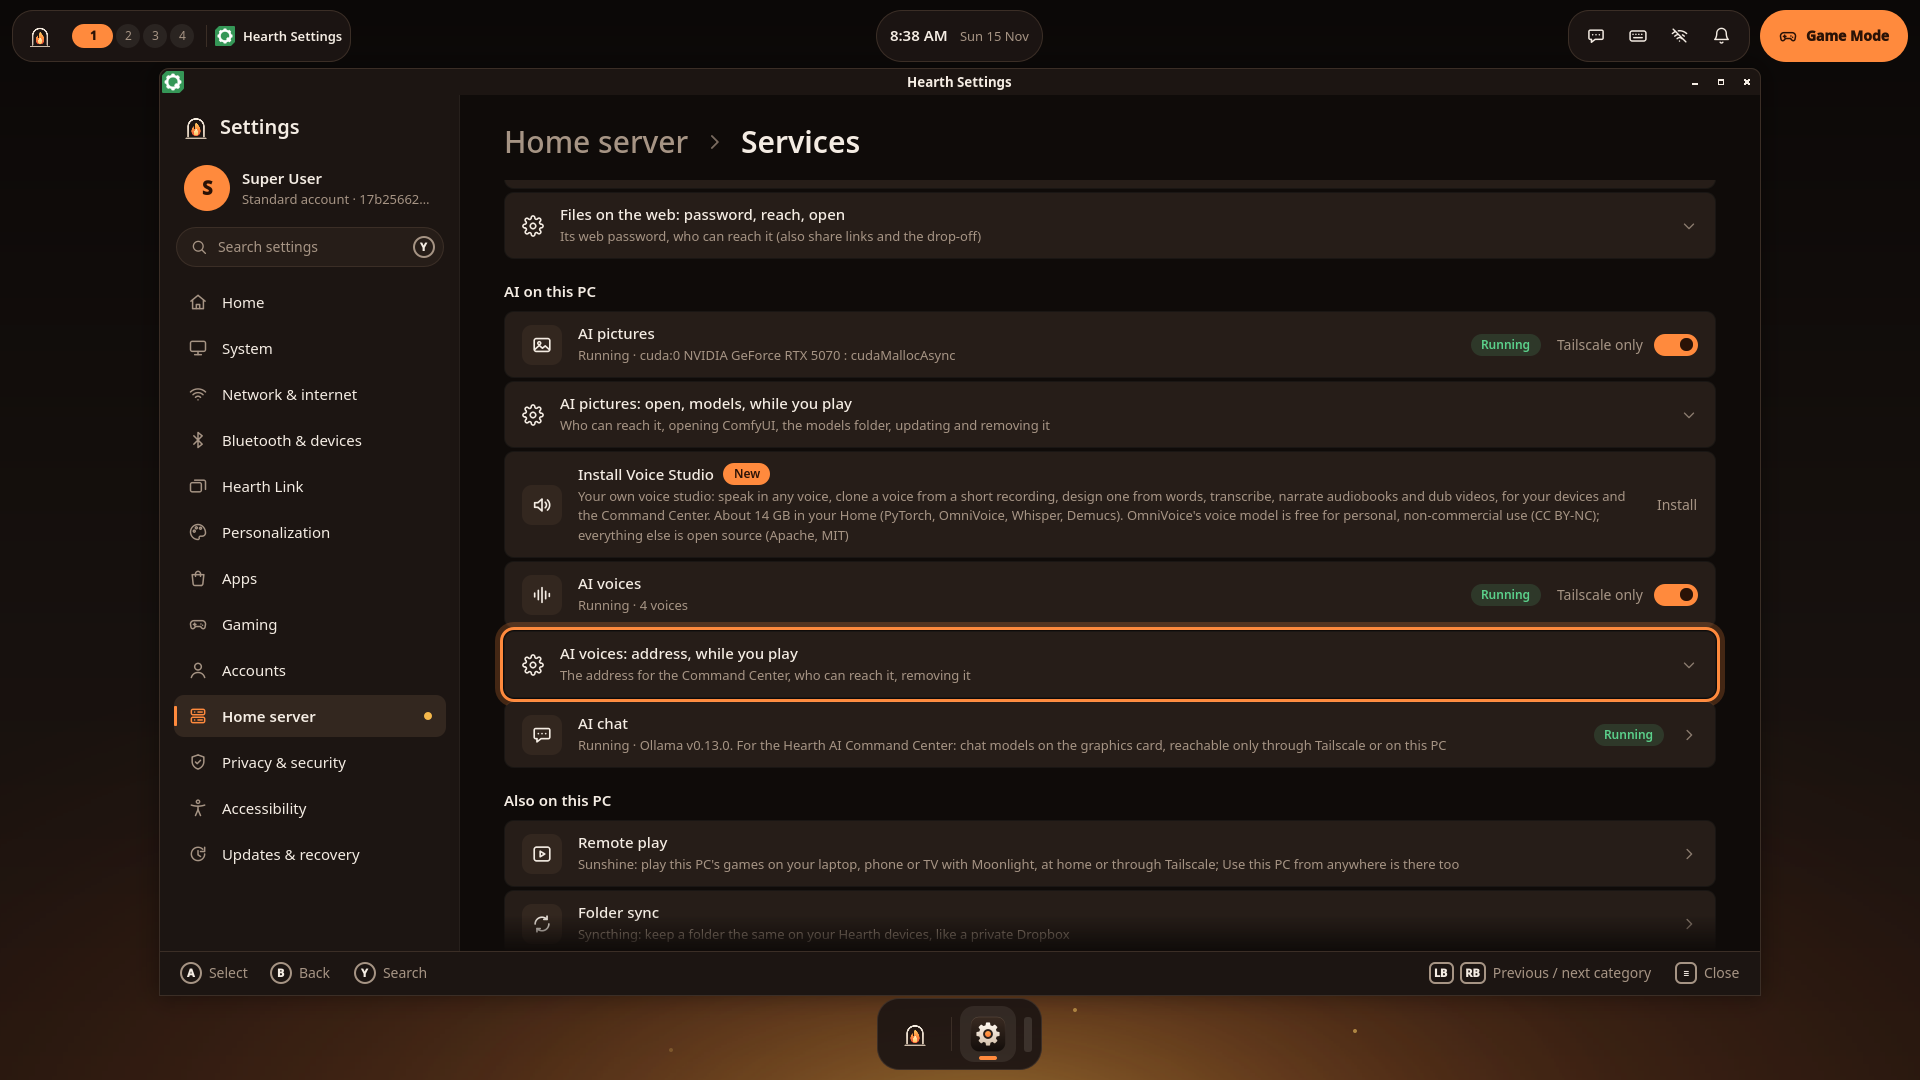 1 2 3 4 Hearth Settings
8:38 AM Sun 15 Nov
Game Mode
Hearth Settings
Settings
Super User
Standard account · 17b25662...
Search settings Y
Home
System
Network & internet
Bluetooth & devices
Hearth Link
Personalization
Apps
Gaming
Accounts
Home server
Privacy & security
Accessibility
Updates & recovery
Home server > Services
Files on the web: password, reach, open
Its web password, who can reach it (also share links and the drop-off)
AI on this PC
AI pictures
Running · cuda:0 NVIDIA GeForce RTX 5070 : cudaMallocAsync
Running Tailscale only
AI pictures: open, models, while you play
Who can reach it, opening ComfyUI, the models folder, updating and removing it
Install Voice Studio New
Your own voice studio: speak in any voice, clone a voice from a short recording, design one from words, transcribe, narrate audiobooks and dub videos, for your devices and
the Command Center. About 14 GB in your Home (PyTorch, OmniVoice, Whisper, Demucs). OmniVoice's voice model is free for personal, non-commercial use (CC BY-NC);
everything else is open source (Apache, MIT)
Install
AI voices
Running · 4 voices
Running Tailscale only
AI voices: address, while you play
The address for the Command Center, who can reach it, removing it
AI chat
Running · Ollama v0.13.0. For the Hearth AI Command Center: chat models on the graphics card, reachable only through Tailscale or on this PC
Running
Also on this PC
Remote play
Sunshine: play this PC's games on your laptop, phone or TV with Moonlight, at home or through Tailscale; Use this PC from anywhere is there too
Folder sync
Syncthing: keep a folder the same on your Hearth devices, like a private Dropbox
A Select B Back Y Search
LB RB Previous / next category ≡ Close